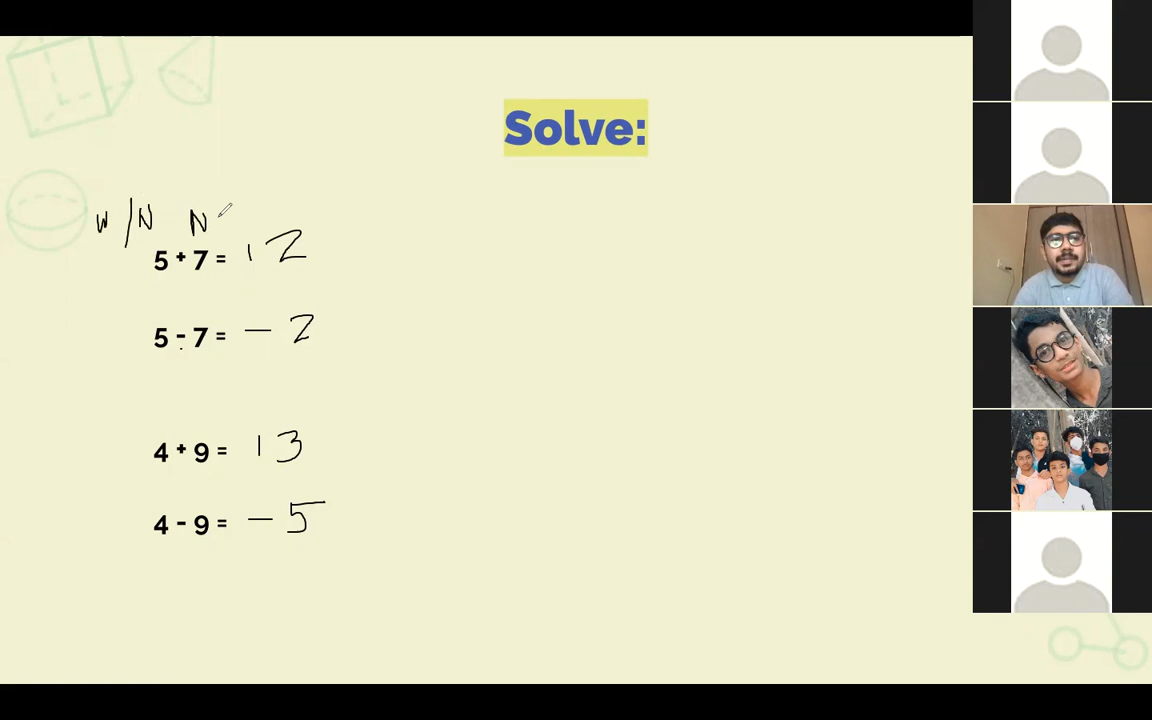 Solve:
W/N N
5 + 7 = 12
5 - 7 = - 2
4 + 9 = 13
4 - 9 = - 5